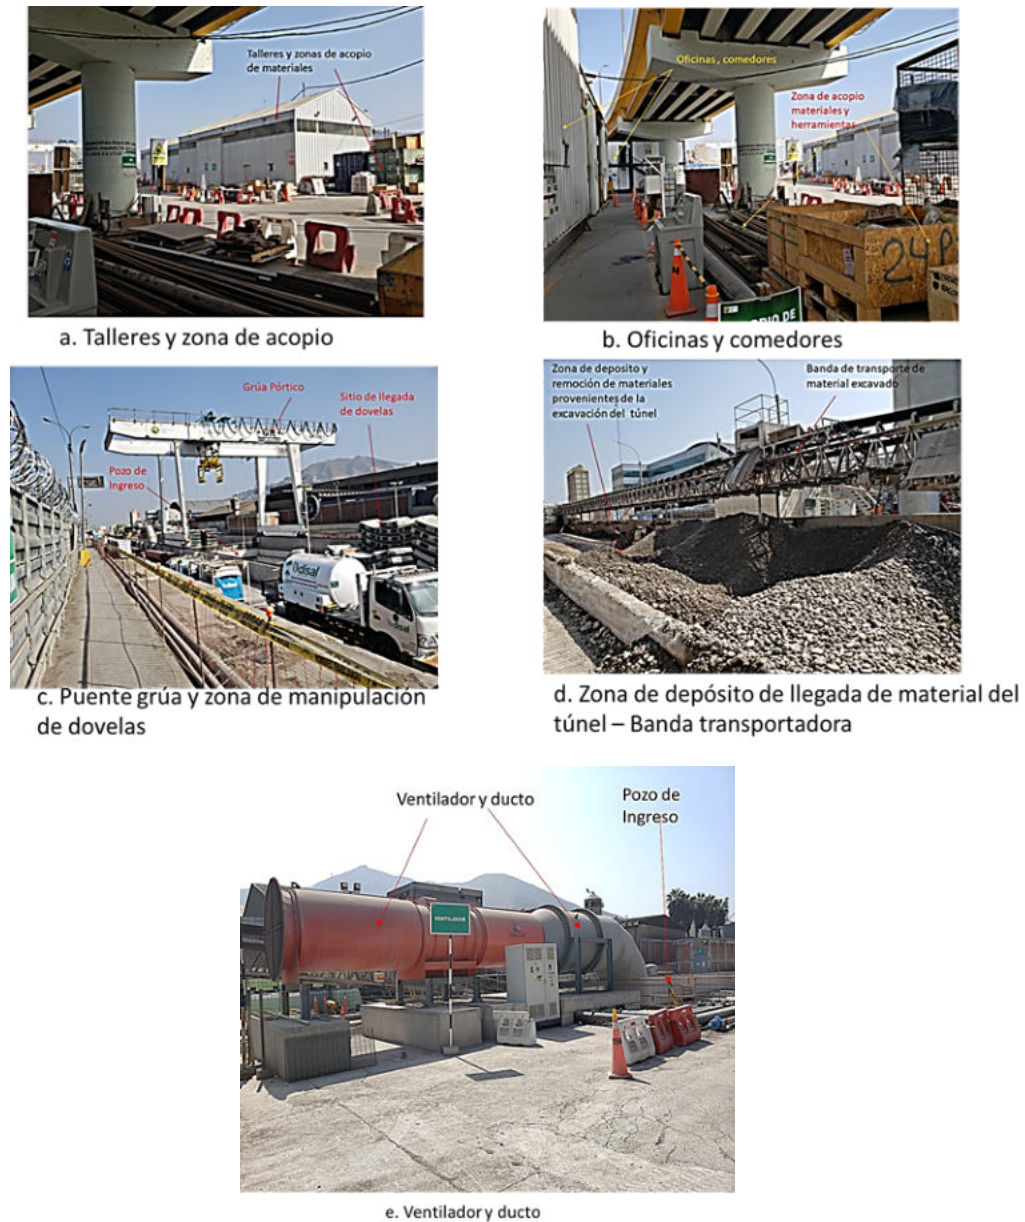 Talleres y zonas de acopio
de materiales
a. Talleres y zona de acopio
Oficinas , comedores
Zona de acopio
materiales y
herramientas
24
b. Oficinas y comedores
Grúa Pórtico
Sitio de llegada
de dovelas
Pozo de
Ingreso
disal
disal
c. Puente grúa y zona de manipulación
de dovelas
Zona de deposito y
remoción de materiales
provenientes de la
excavación del túnel
Banda de transporte de
material excavado
d. Zona de depósito de llegada de material del
túnel – Banda transportadora
Ventilador y ducto
Pozo de
Ingreso
VENTILADOR
e. Ventilador y ducto